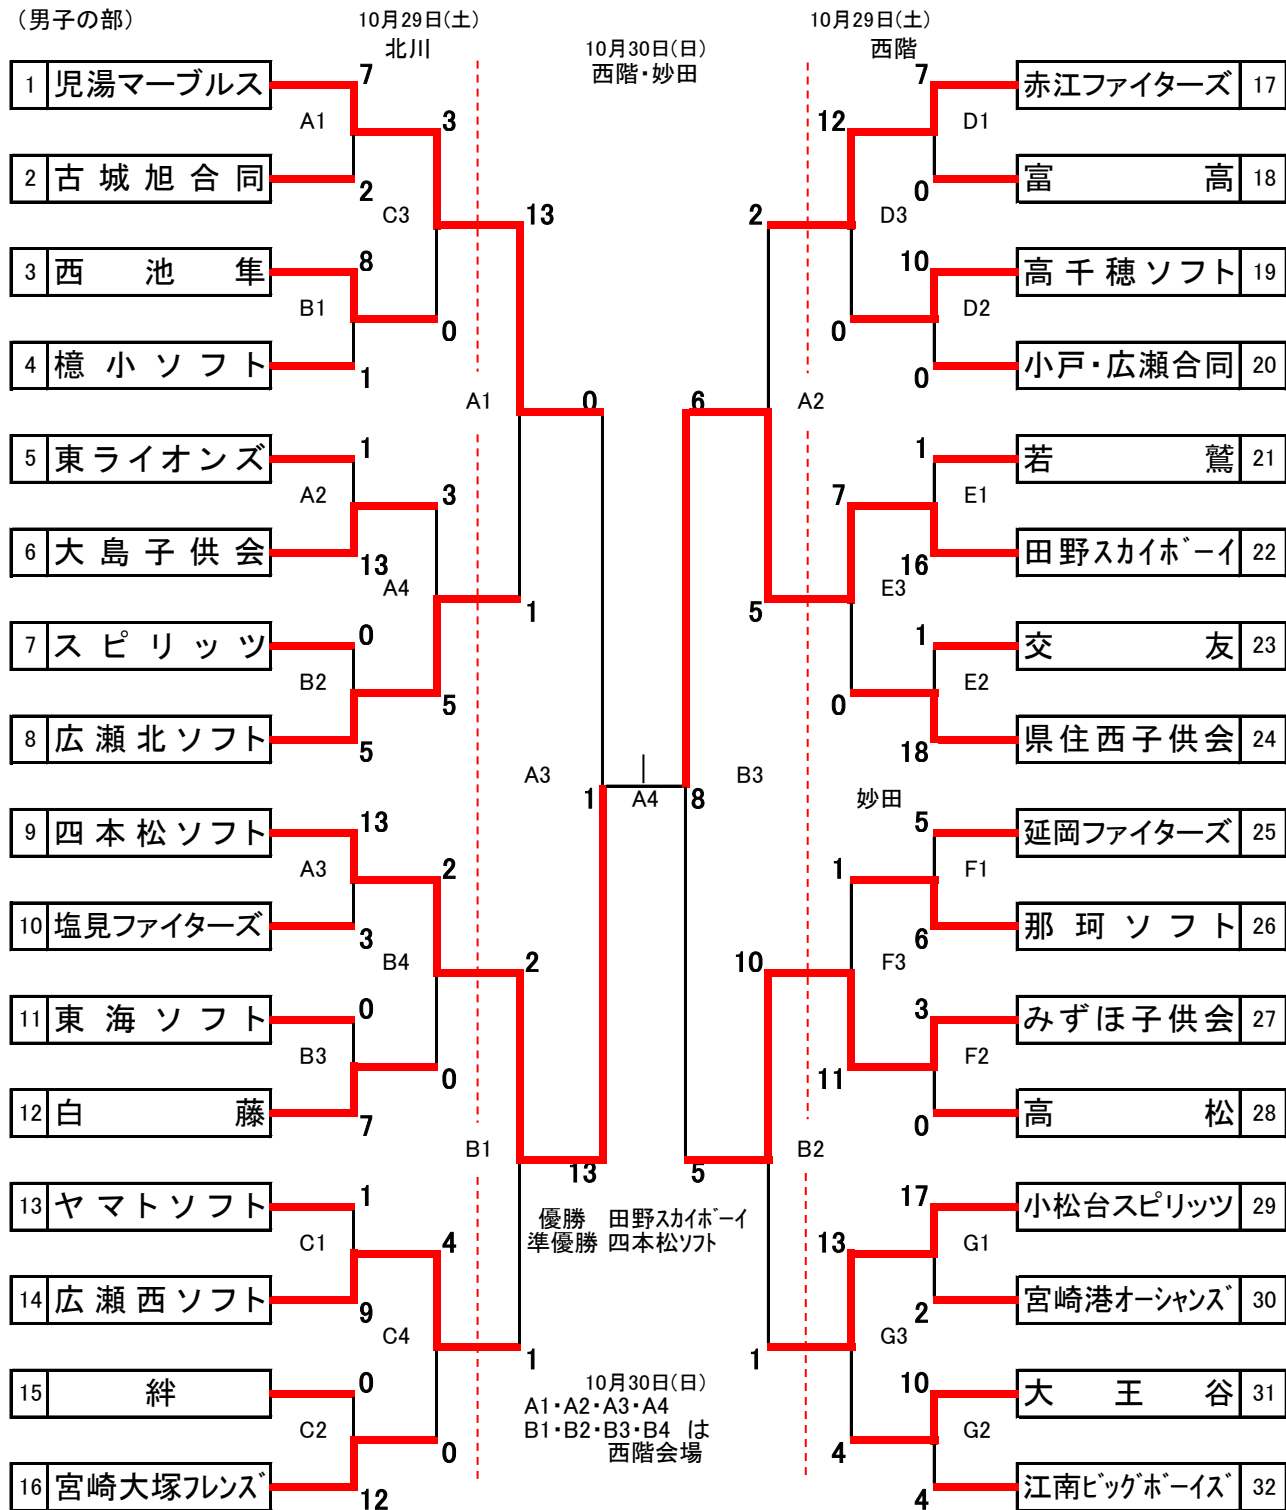 (男子の部)
10月29日(土)
北川
10月30日(日)
西階・妙田
10月29日(土)
西階
1 児湯マーブルス 7
A1
3
2 古城旭合同 2
C3
13
3 西池隼 8
B1
0
4 檍小ソフト 1
A1
0
5 東ライオンズ 1
A2
3
6 大島子供会 13
A4
1
7 スピリッツ 0
B2
5
8 広瀬北ソフト 5
A3
1
9 四本松ソフト 13
A3
2
10 塩見ファイターズ 3
B4
2
11 東海ソフト 0
B3
0
12 白藤 7
B1
13
13 ヤマトソフト 1
C1
4
14 広瀬西ソフト 9
C4
1
15 絆 0
C2
0
16 宮崎大塚フレンズ 12
A4
7 赤江ファイターズ 17
12
D1
0 富高 18
2
D3
10 高千穂ソフト 19
0
D2
0 小戸・広瀬合同 20
6
A2
1 若鷲 21
7
E1
16 田野スカイボーイ 22
5
E3
1 交友 23
0
E2
18 県住西子供会 24
8
B3
妙田
5 延岡ファイターズ 25
1
F1
6 那珂ソフト 26
10
F3
3 みずほ子供会 27
11
F2
0 高松 28
5
B2
17 小松台スピリッツ 29
13
G1
2 宮崎港オーシャンズ 30
1
G3
10 大王谷 31
4
G2
4 江南ビッグボーイズ 32
優勝 田野スカイボーイ
準優勝 四本松ソフト
10月30日(日)
A1・A2・A3・A4
B1・B2・B3・B4 は
西階会場